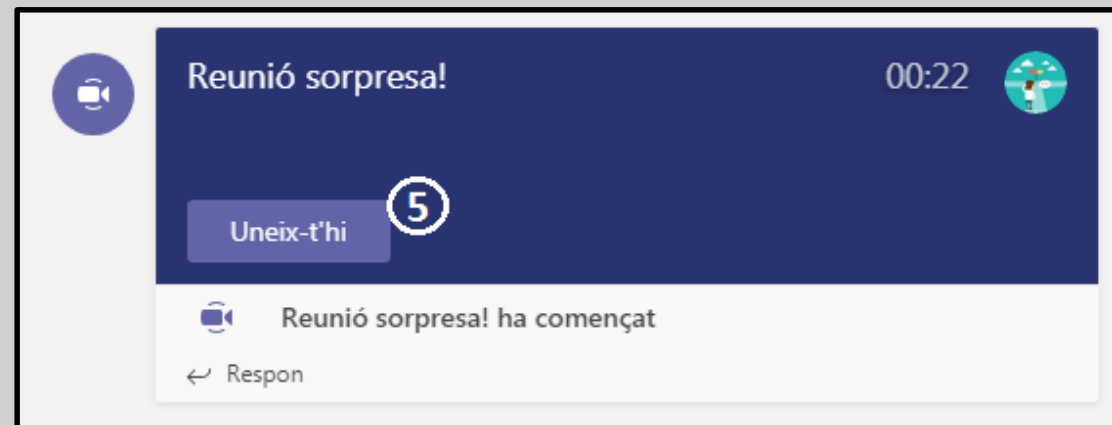 Reunió sorpresa! 00:22
Uneix-t'hi 5
Reunió sorpresa! ha començat
Respon